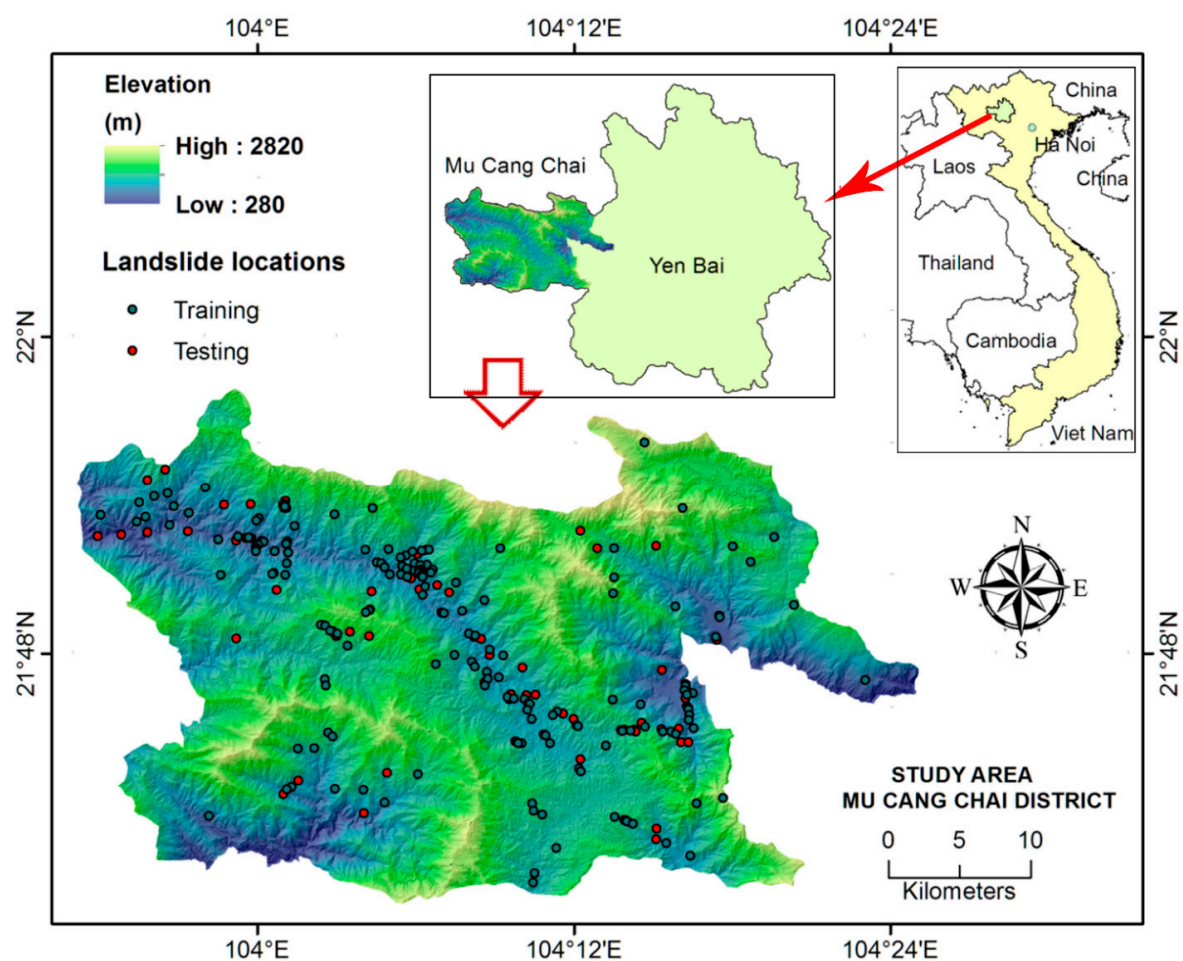 104°E
104°12'E
104°24'E
Elevation
(m)
High : 2820
Low : 280
Landslide locations
Training
Testing
Mu Cang Chai
Yen Bai
China
Ha Noi
Laos
China
Thailand
Cambodia
Viet Nam
22°N
22°N
21°48'N
21°48'N
N
W
E
S
STUDY AREA
MU CANG CHAI DISTRICT
0 5 10
Kilometers
104°E
104°12'E
104°24'E